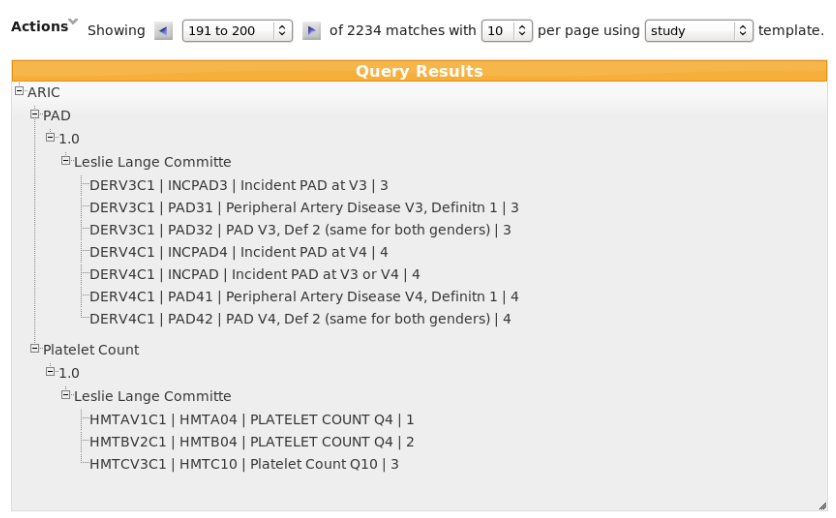 Actions Showing 191 to 200 of 2234 matches with 10 per page using study template.
Query Results
ARIC
PAD
1.0
Leslie Lange Committe
DERV3C1 | INCPAD3 | Incident PAD at V3 | 3
DERV3C1 | PAD31 | Peripheral Artery Disease V3, Definitn 1 | 3
DERV3C1 | PAD32 | PAD V3, Def 2 (same for both genders) | 3
DERV4C1 | INCPAD4 | Incident PAD at V4 | 4
DERV4C1 | INCPAD | Incident PAD at V3 or V4 | 4
DERV4C1 | PAD41 | Peripheral Artery Disease V4, Definitn 1 | 4
DERV4C1 | PAD42 | PAD V4, Def 2 (same for both genders) | 4
Platelet Count
1.0
Leslie Lange Committe
HMTAV1C1 | HMTA04 | PLATELET COUNT Q4 | 1
HMTBV2C1 | HMTB04 | PLATELET COUNT Q4 | 2
HMTCV3C1 | HMTC10 | Platelet Count Q10 | 3